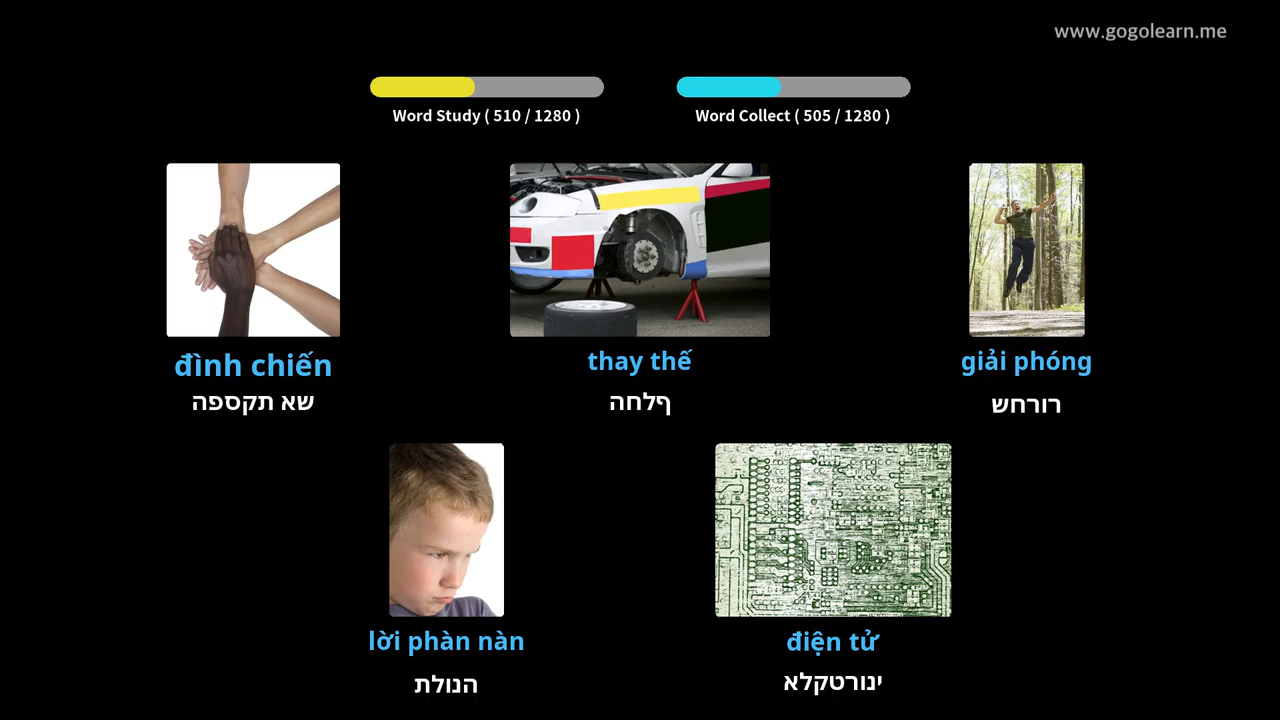 www.gogolearn.me
Word Study ( 510 / 1280 )
Word Collect ( 505 / 1280 )
đình chiến
שא תקספה
thay thế
ףלחה
giải phóng
רורחש
lời phàn nàn
הנולת
điện tử
ינורטקלא